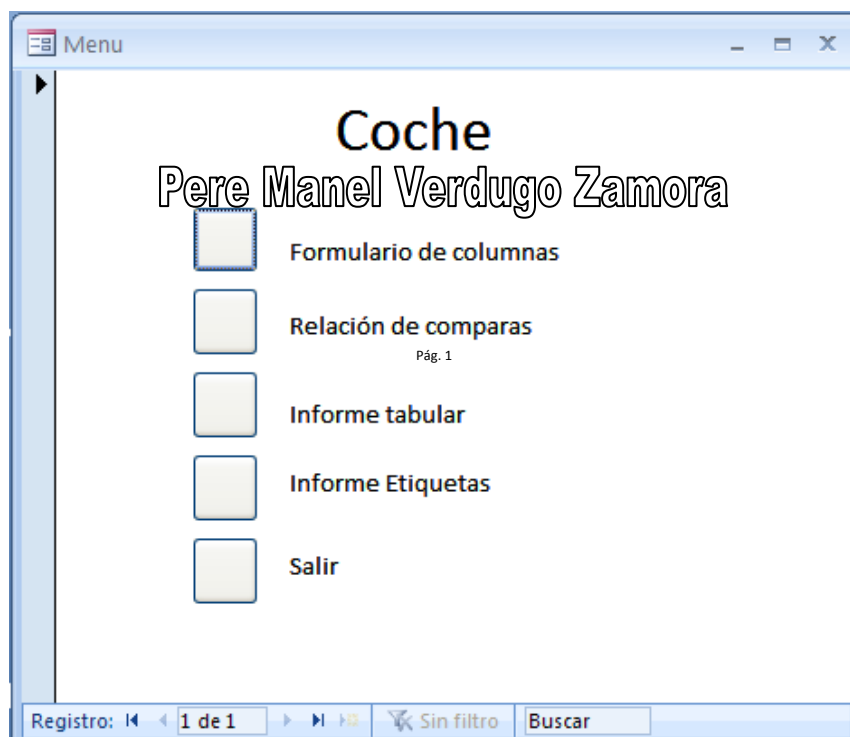 Menu
Coche
Pere Manel Verdugo Zamora
Formulario de columnas
Relación de comparas
Pág. 1
Informe tabular
Informe Etiquetas
Salir
Registro: 1 de 1 Sin filtro Buscar